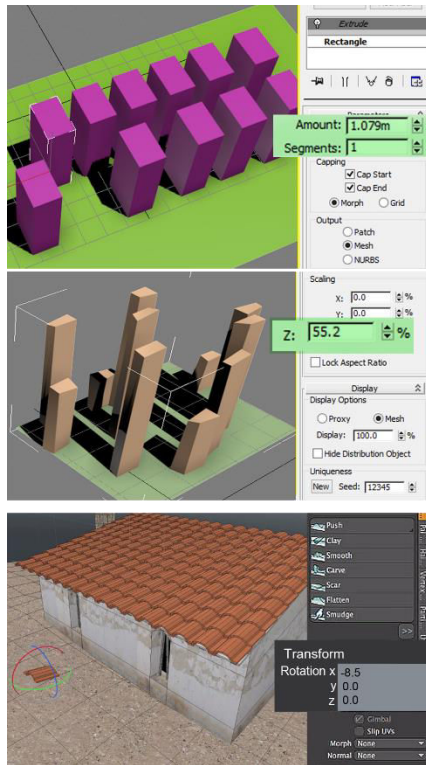 Extrude
Rectangle
Parameters
Amount: 1.079m
Segments: 1
Capping
Cap Start
Cap End
Morph Grid
Output
Patch
Mesh
NURBS
Scaling
X: 0.0 %
Y: 0.0 %
Z: 55.2 %
Lock Aspect Ratio
Display
Display Options
Proxy Mesh
Display: 100.0 %
Hide Distribution Object
Uniqueness
New Seed: 12345
Push
Clay
Smooth
Carve
Scar
Flatten
Smudge
>>
Transform
Rotation x -8.5
y 0.0
z 0.0
Gimbal
Slip UVs
Morph None
Normal None